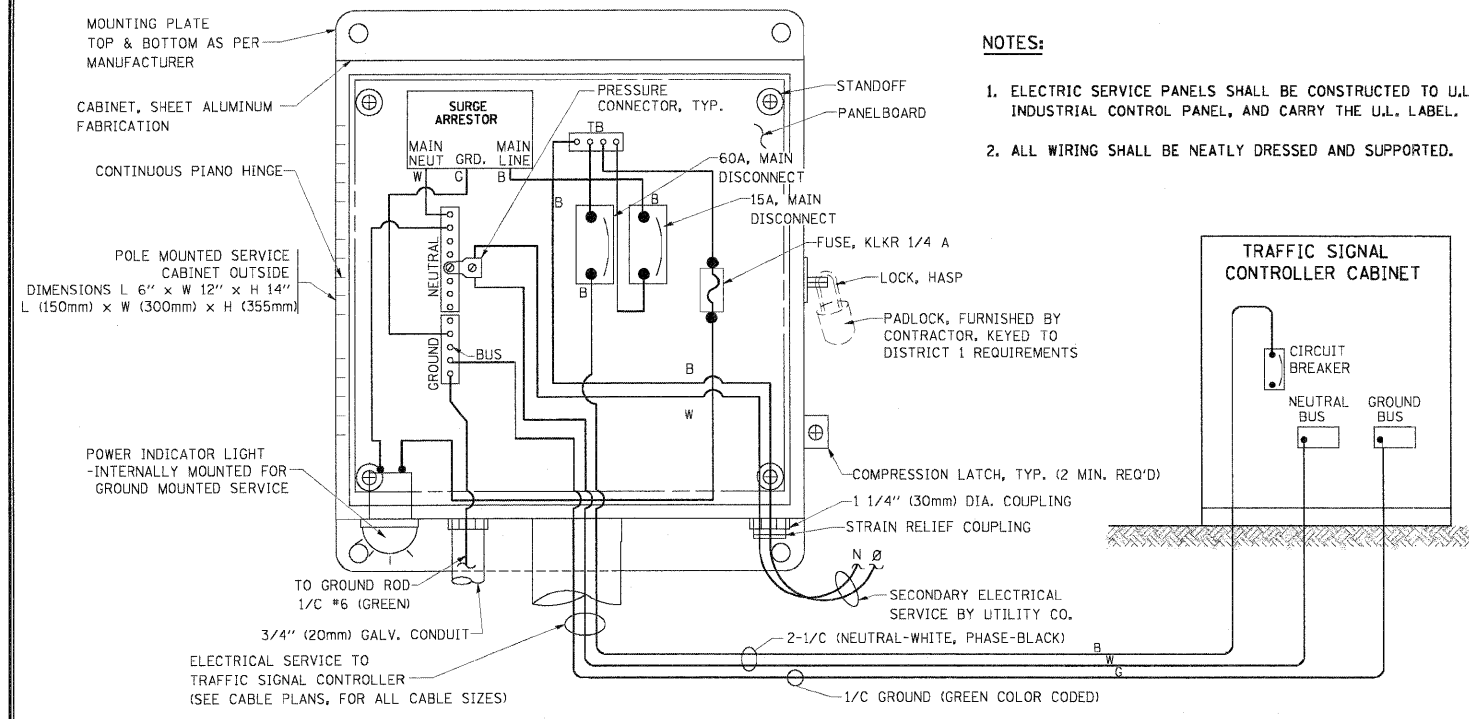 MOUNTING PLATE
TOP & BOTTOM AS PER
MANUFACTURER
CABINET, SHEET ALUMINUM
FABRICATION
CONTINUOUS PIANO HINGE
POLE MOUNTED SERVICE
CABINET OUTSIDE
DIMENSIONS L 6" x W 12" x H 14"
L (150mm) x W (300mm) x H (355mm)
POWER INDICATOR LIGHT
-INTERNALLY MOUNTED FOR
GROUND MOUNTED SERVICE
TO GROUND ROD
1/C #6 (GREEN)
3/4" (20mm) GALV. CONDUIT
ELECTRICAL SERVICE TO
TRAFFIC SIGNAL CONTROLLER
(SEE CABLE PLANS, FOR ALL CABLE SIZES)
SURGE
ARRESTOR
MAIN
NEUT
GRD.
MAIN
LINE
W
G
B
NEUTRAL
GROUND
BUS
PRESSURE
CONNECTOR, TYP.
TB
60A, MAIN
DISCONNECT
15A, MAIN
DISCONNECT
B
B
B
FUSE, KLKR 1/4 A
B
W
STANDOFF
PANELBOARD
LOCK, HASP
PADLOCK, FURNISHED BY
CONTRACTOR, KEYED TO
DISTRICT 1 REQUIREMENTS
COMPRESSION LATCH, TYP. (2 MIN. REQ'D)
1 1/4" (30mm) DIA. COUPLING
STRAIN RELIEF COUPLING
N Ø
SECONDARY ELECTRICAL
SERVICE BY UTILITY CO.
2-1/C (NEUTRAL-WHITE, PHASE-BLACK)
B
W
G
1/C GROUND (GREEN COLOR CODED)
NOTES:
1. ELECTRIC SERVICE PANELS SHALL BE CONSTRUCTED TO U.L.
INDUSTRIAL CONTROL PANEL, AND CARRY THE U.L. LABEL.
2. ALL WIRING SHALL BE NEATLY DRESSED AND SUPPORTED.
TRAFFIC SIGNAL
CONTROLLER CABINET
CIRCUIT
BREAKER
NEUTRAL
BUS
GROUND
BUS